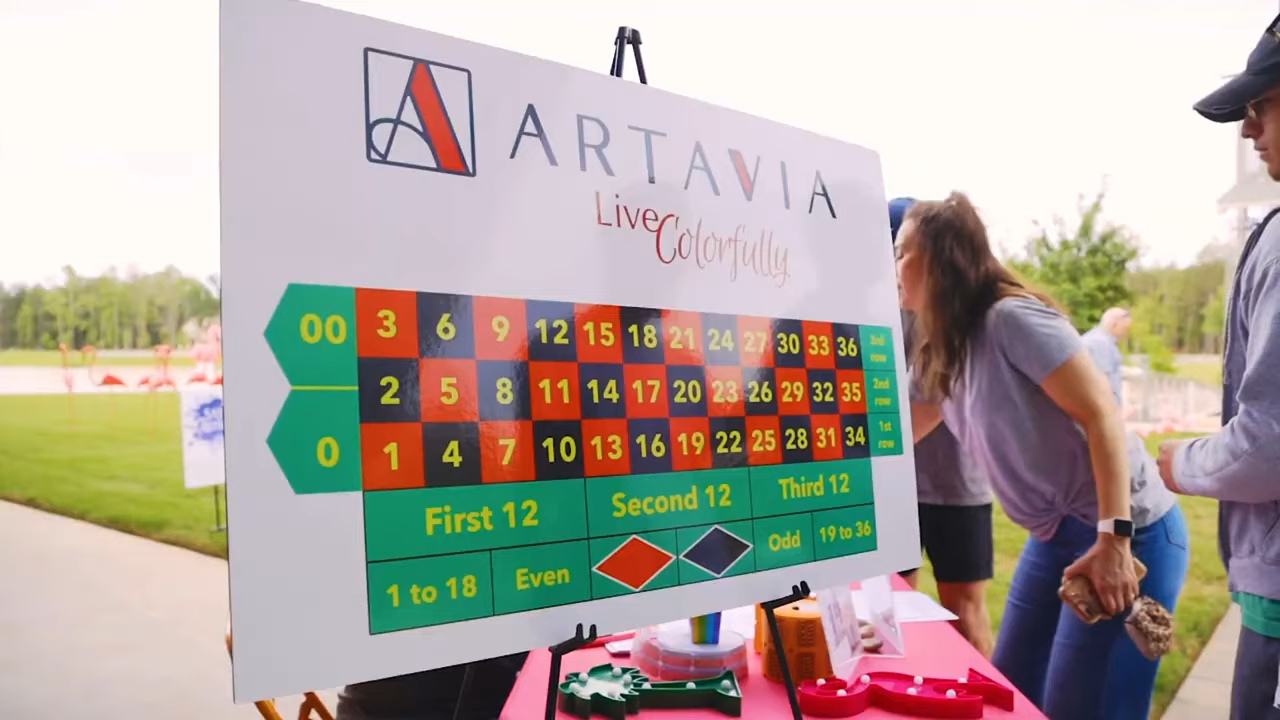 A
ARTAVIA
Live Colorfully.
00 3 6 9 12 15 18 21 24 27 30 33 36 3rd row
2 5 8 11 14 17 20 23 26 29 32 35 2nd row
0 1 4 7 10 13 16 19 22 25 28 31 34 1st row
First 12 Second 12 Third 12
1 to 18 Even Odd 19 to 36